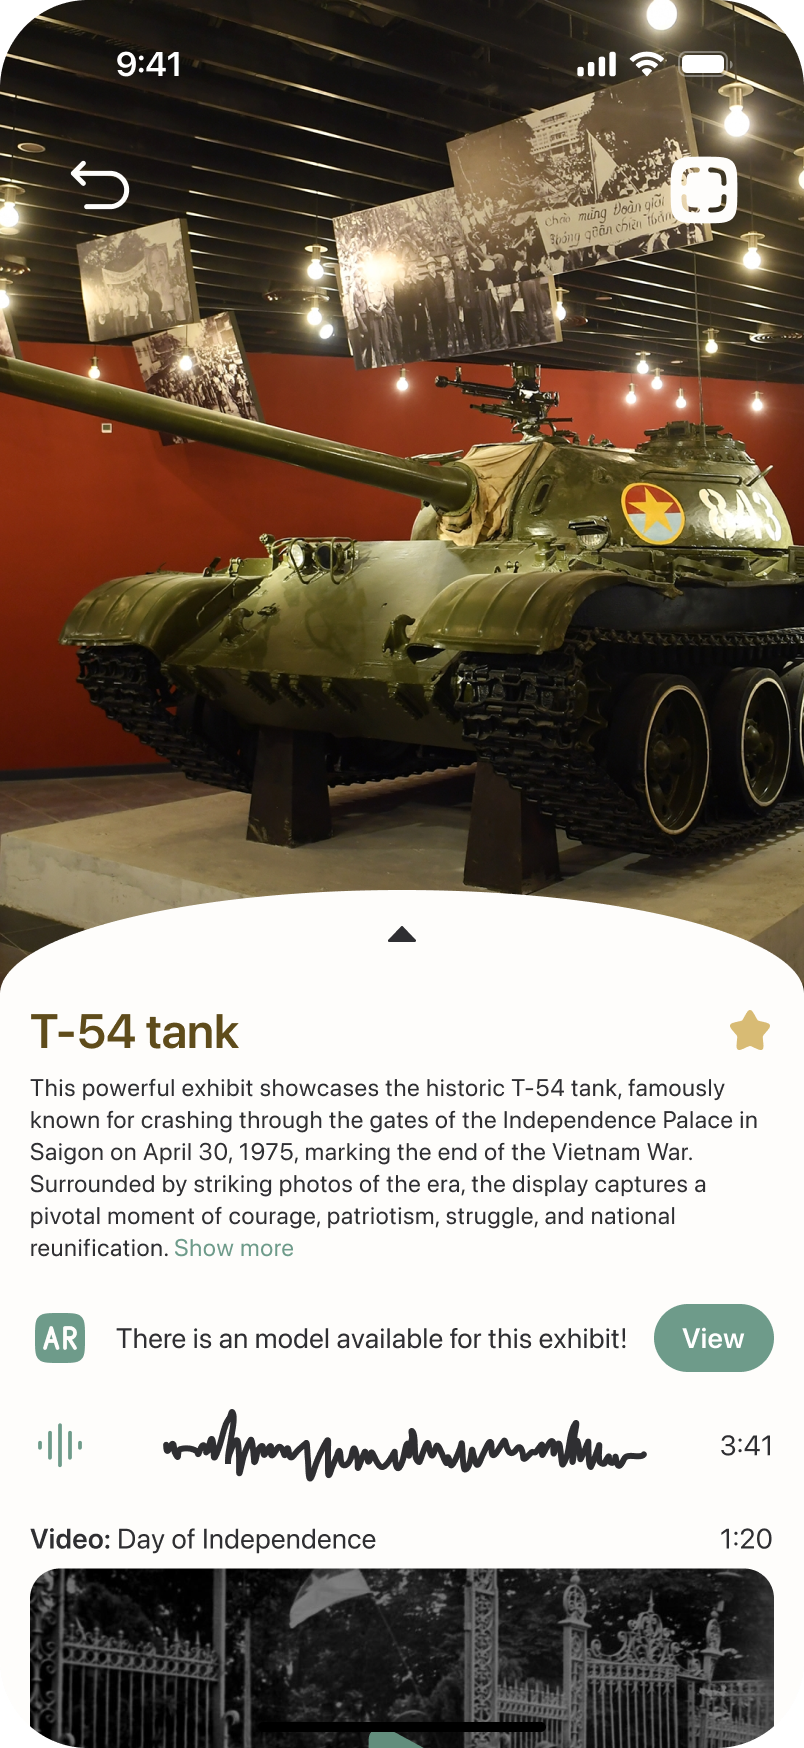 9:41
Chào mừng Đoàn giải
843
T-54 tank
This powerful exhibit showcases the historic T-54 tank, famously
known for crashing through the gates of the Independence Palace in
Saigon on April 30, 1975, marking the end of the Vietnam War.
Surrounded by striking photos of the era, the display captures a
pivotal moment of courage, patriotism, struggle, and national
reunification. Show more
AR There is an model available for this exhibit! View
3:41
Video: Day of Independence 1:20